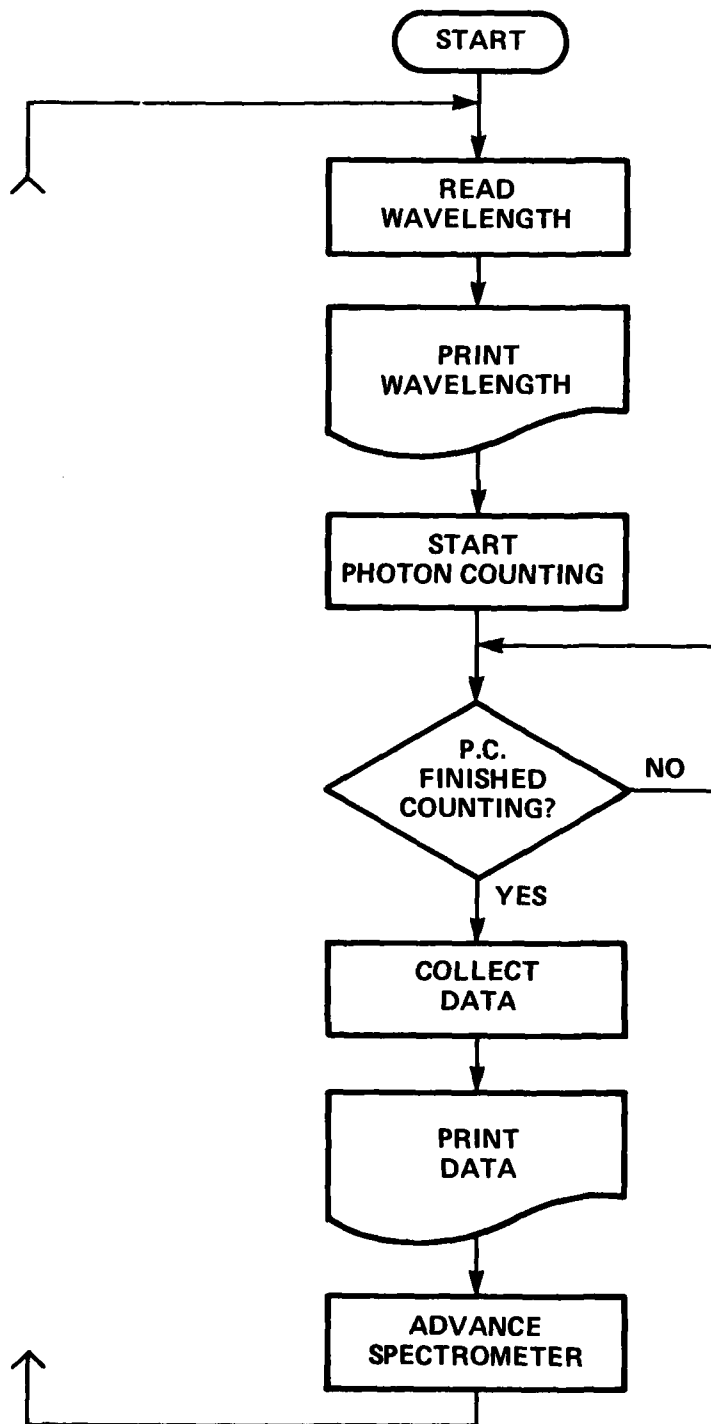 START
READ
WAVELENGTH
PRINT
WAVELENGTH
START
PHOTON COUNTING
P.C.
FINISHED
COUNTING?
NO
YES
COLLECT
DATA
PRINT
DATA
ADVANCE
SPECTROMETER